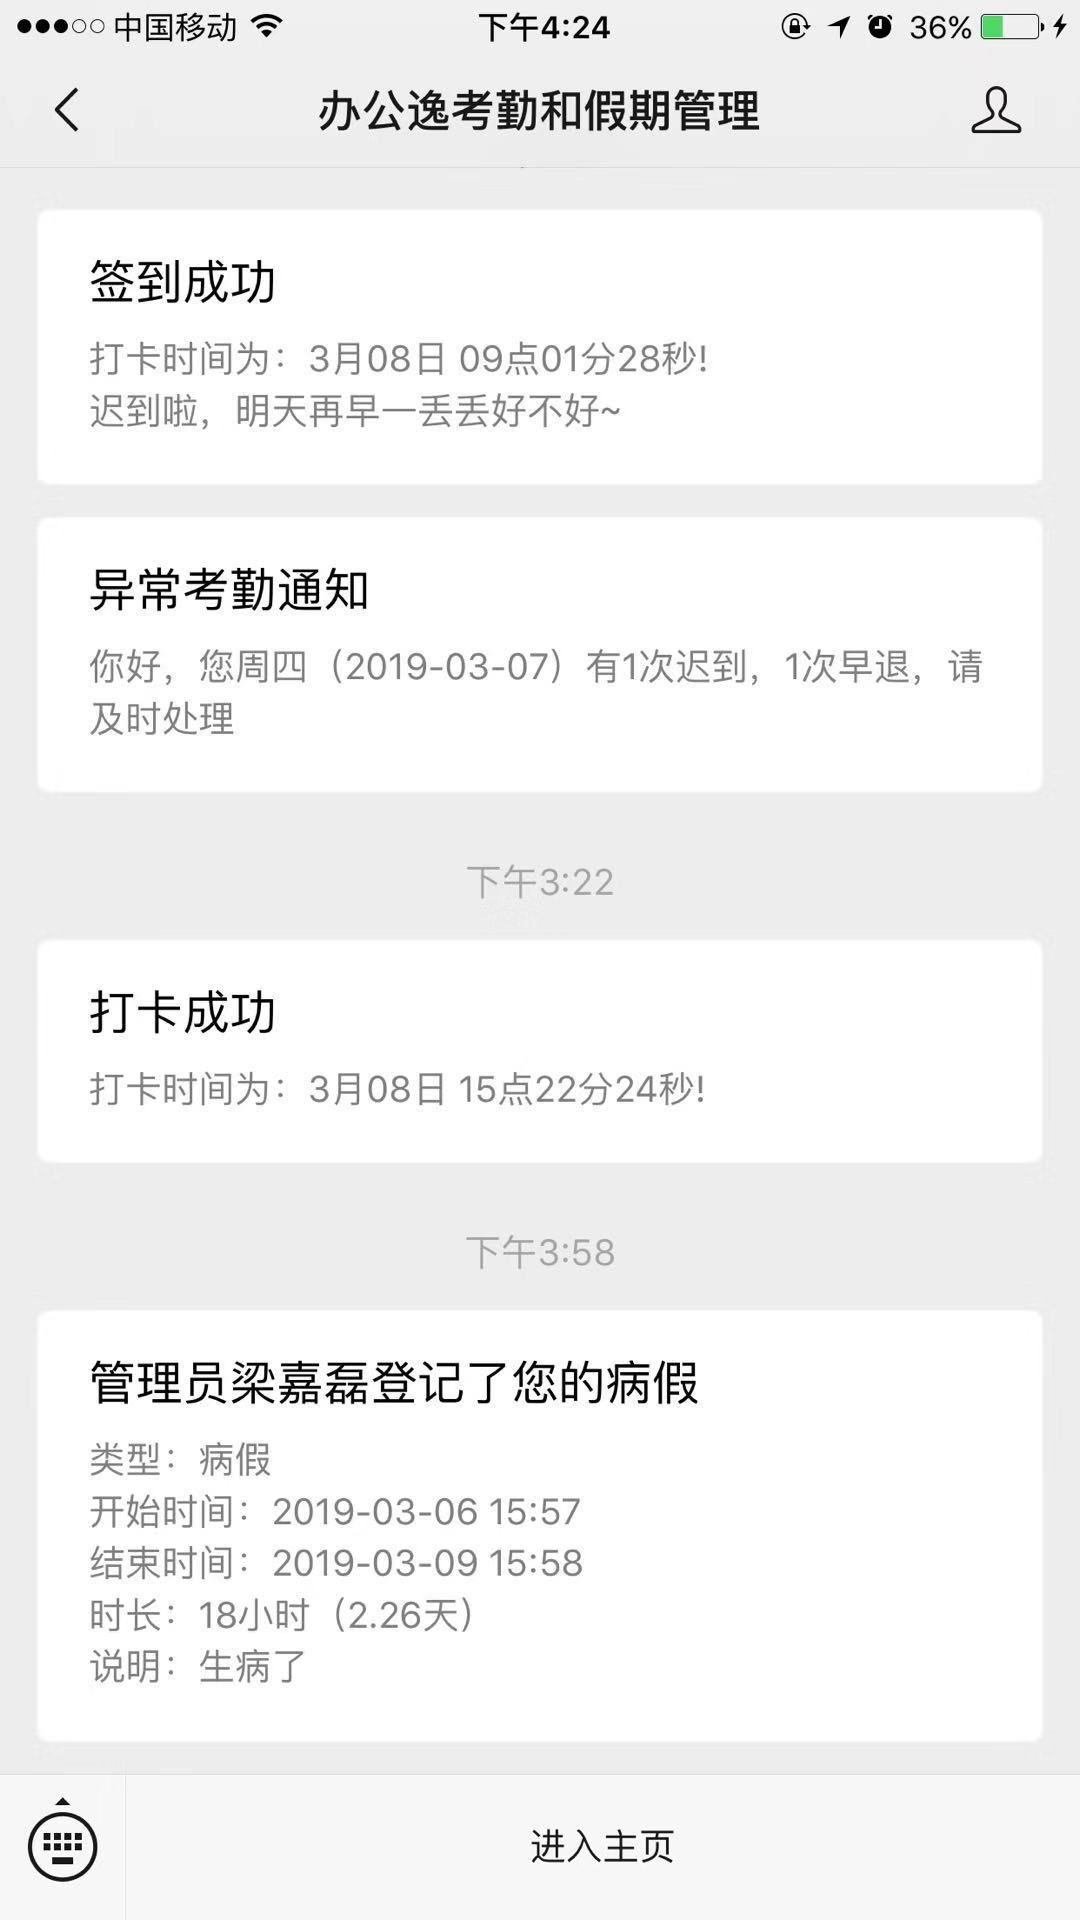 中国移动 下午4:24 36%
办公逸考勤和假期管理
签到成功
打卡时间为：3月08日 09点01分28秒!
迟到啦，明天再早一丢丢好不好~
异常考勤通知
你好，您周四（2019-03-07）有1次迟到，1次早退，请
及时处理
下午3:22
打卡成功
打卡时间为：3月08日 15点22分24秒!
下午3:58
管理员梁嘉磊登记了您的病假
类型：病假
开始时间：2019-03-06 15:57
结束时间：2019-03-09 15:58
时长：18小时（2.26天）
说明：生病了
进入主页